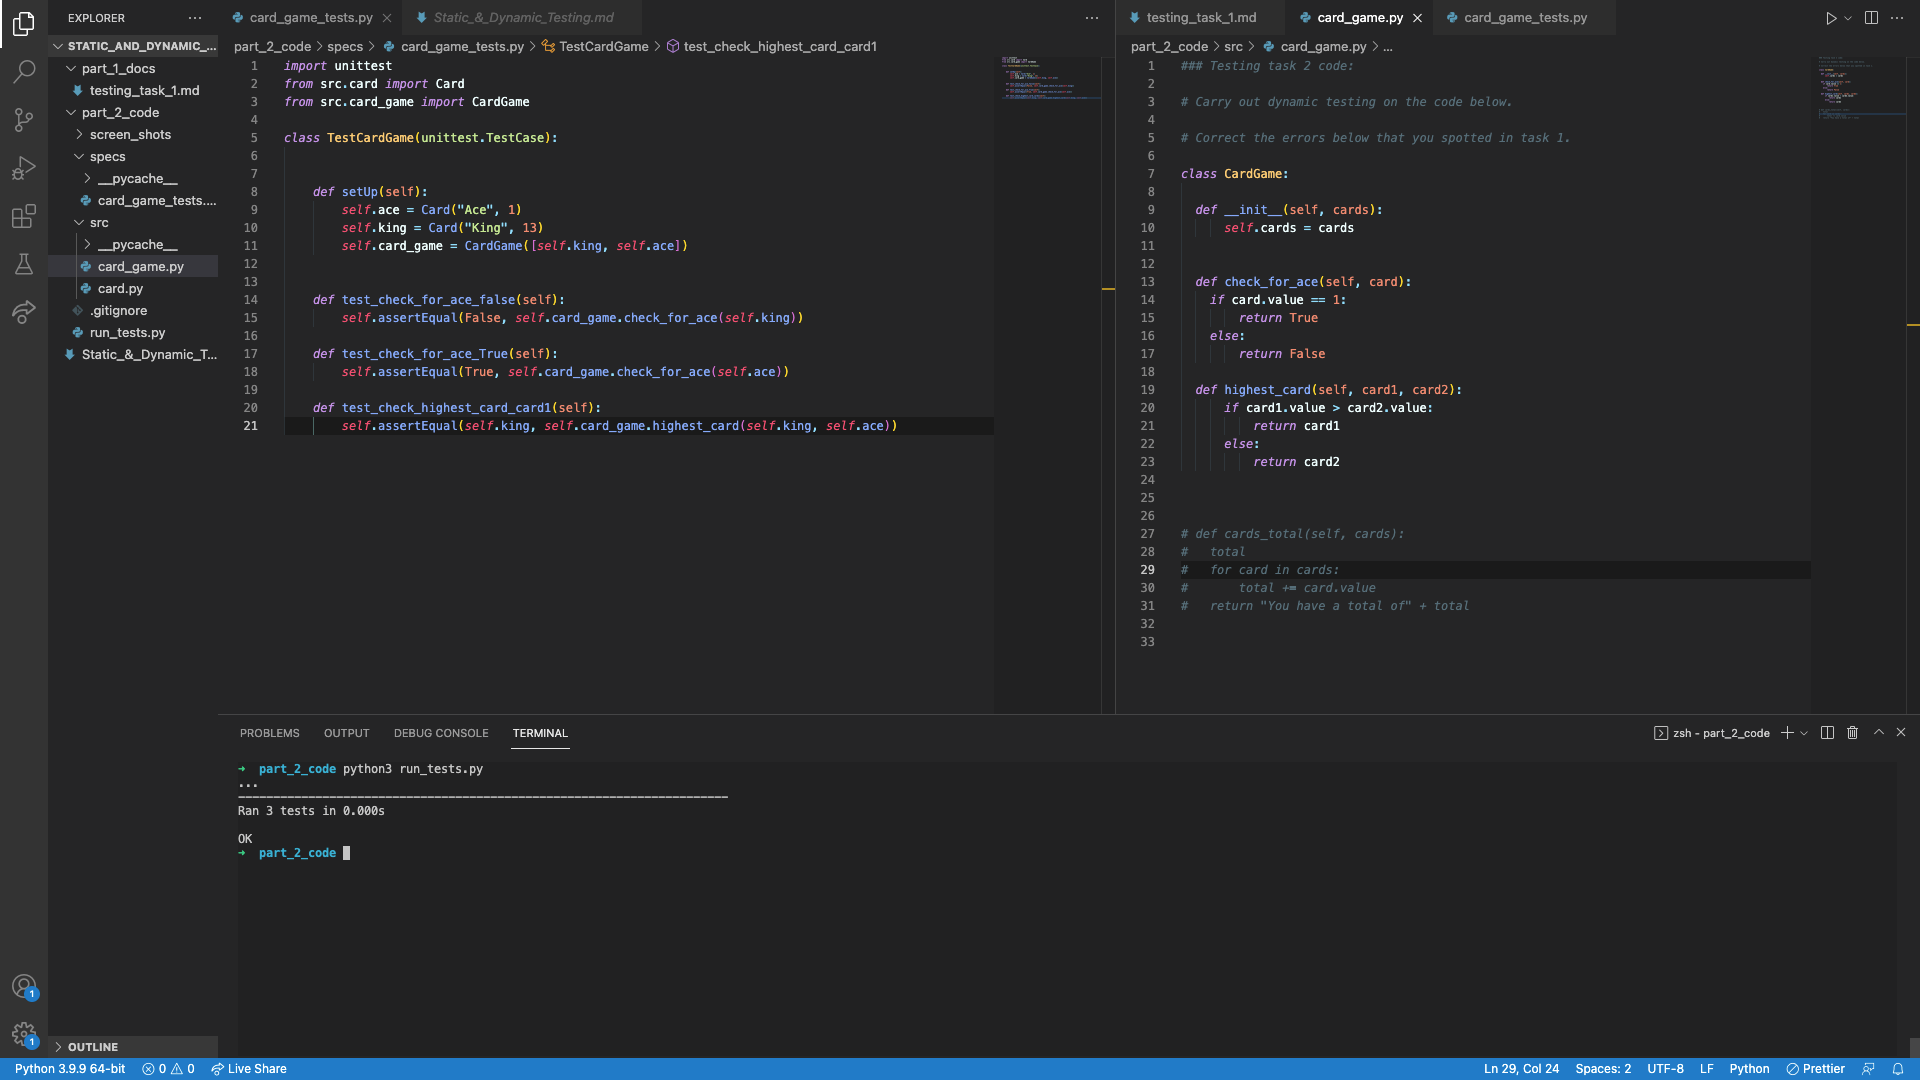 EXPLORER
STATIC_AND_DYNAMIC_...
part_1_docs
testing_task_1.md
part_2_code
screen_shots
specs
__pycache__
card_game_tests....
src
__pycache__
card_game.py
card.py
.gitignore
run_tests.py
Static_&_Dynamic_T...
OUTLINE
card_game_tests.py
Static_&_Dynamic_Testing.md
part_2_code > specs > card_game_tests.py > TestCardGame > test_check_highest_card_card1
1 import unittest
2 from src.card import Card
3 from src.card_game import CardGame
4
5 class TestCardGame(unittest.TestCase):
6
7
8 def setUp(self):
9 self.ace = Card("Ace", 1)
10 self.king = Card("King", 13)
11 self.card_game = CardGame([self.king, self.ace])
12
13
14 def test_check_for_ace_false(self):
15 self.assertEqual(False, self.card_game.check_for_ace(self.king))
16
17 def test_check_for_ace_True(self):
18 self.assertEqual(True, self.card_game.check_for_ace(self.ace))
19
20 def test_check_highest_card_card1(self):
21 self.assertEqual(self.king, self.card_game.highest_card(self.king, self.ace))
testing_task_1.md
card_game.py
card_game_tests.py
part_2_code > src > card_game.py > ...
1 ### Testing task 2 code:
2
3 # Carry out dynamic testing on the code below.
4
5 # Correct the errors below that you spotted in task 1.
6
7 class CardGame:
8
9 def __init__(self, cards):
10 self.cards = cards
11
12
13 def check_for_ace(self, card):
14 if card.value == 1:
15 return True
16 else:
17 return False
18
19 def highest_card(self, card1, card2):
20 if card1.value > card2.value:
21 return card1
22 else:
23 return card2
24
25
26
27 # def cards_total(self, cards):
28 # total
29 # for card in cards:
30 # total += card.value
31 # return "You have a total of" + total
32
33
PROBLEMS OUTPUT DEBUG CONSOLE TERMINAL
zsh - part_2_code
➜ part_2_code python3 run_tests.py
...
----------------------------------------------------------------------
Ran 3 tests in 0.000s
OK
➜ part_2_code
1
1
Python 3.9.9 64-bit 0 0 Live Share
Ln 29, Col 24 Spaces: 2 UTF-8 LF Python Prettier